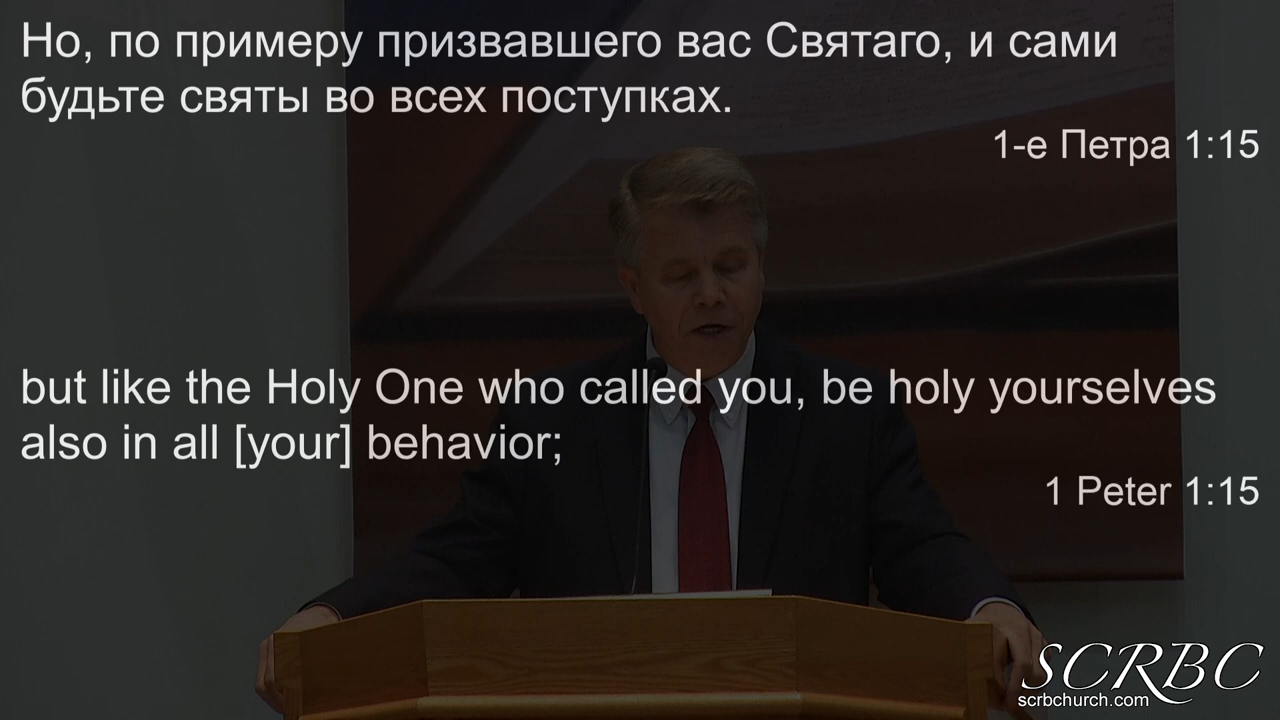 Но, по примеру призвавшего вас Святаго, и сами
будьте святы во всех поступках.
1-е Петра 1:15
but like the Holy One who called you, be holy yourselves
also in all [your] behavior;
1 Peter 1:15
SCRBC
scrbchurch.com